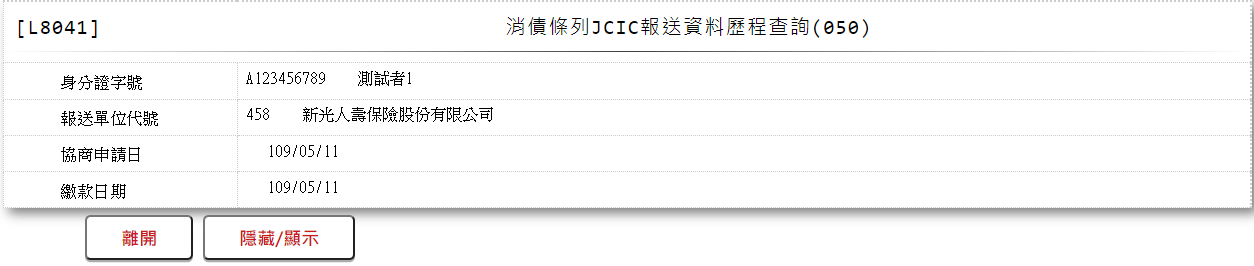 [L8041] 消債條列JCIC報送資料歷程查詢(050)
身分證字號 A123456789 測試者1
報送單位代號 458 新光人壽保險股份有限公司
協商申請日 109/05/11
繳款日期 109/05/11
離開 隱藏/顯示